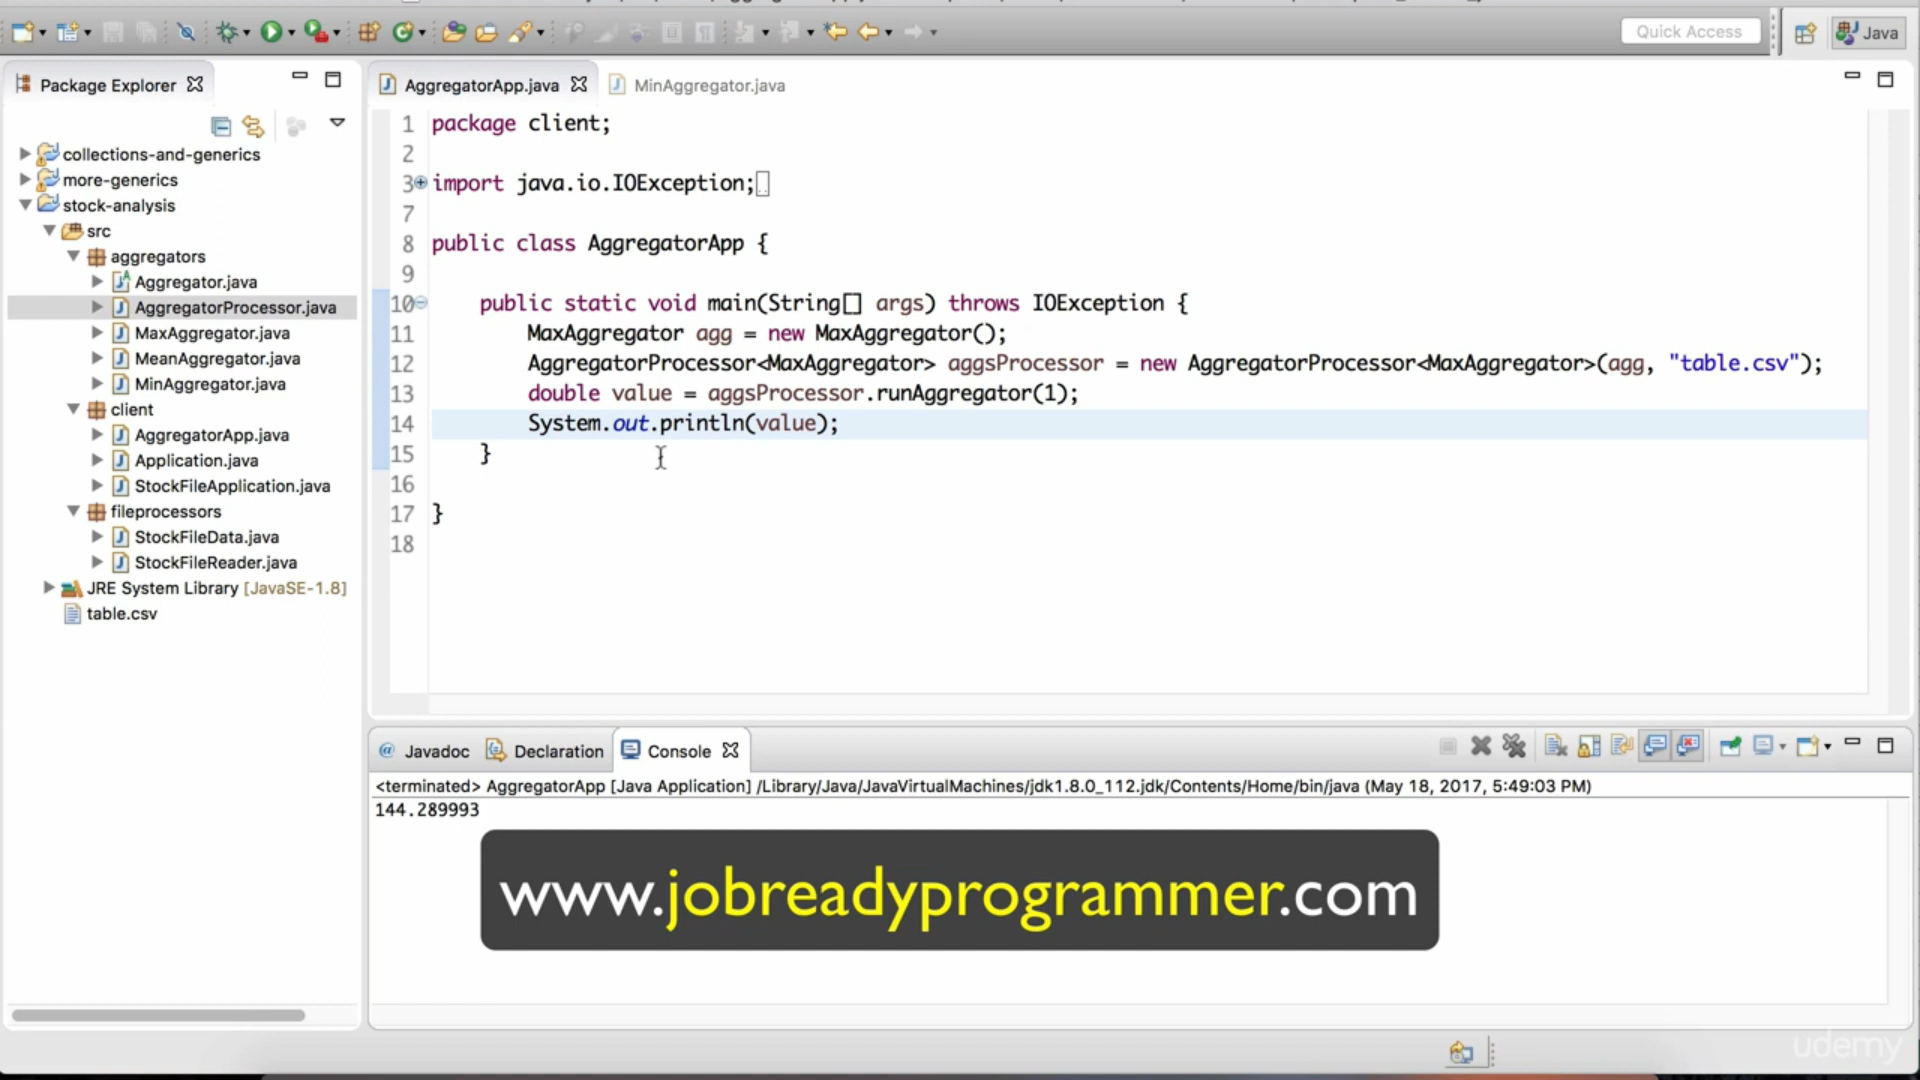 Quick Access
Java
Package Explorer
collections-and-generics
more-generics
stock-analysis
src
aggregators
Aggregator.java
AggregatorProcessor.java
MaxAggregator.java
MeanAggregator.java
MinAggregator.java
client
AggregatorApp.java
Application.java
StockFileApplication.java
fileprocessors
StockFileData.java
StockFileReader.java
JRE System Library [JavaSE-1.8]
table.csv
AggregatorApp.java
MinAggregator.java
1 package client;
2
3 import java.io.IOException;
7
8 public class AggregatorApp {
9
10 public static void main(String[] args) throws IOException {
11 MaxAggregator agg = new MaxAggregator();
12 AggregatorProcessor<MaxAggregator> aggsProcessor = new AggregatorProcessor<MaxAggregator>(agg, "table.csv");
13 double value = aggsProcessor.runAggregator(1);
14 System.out.println(value);
15 }
16
17 }
18
Javadoc
Declaration
Console
<terminated> AggregatorApp [Java Application] /Library/Java/JavaVirtualMachines/jdk1.8.0_112.jdk/Contents/Home/bin/java (May 18, 2017, 5:49:03 PM)
144.289993
www.jobreadyprogrammer.com
udemy